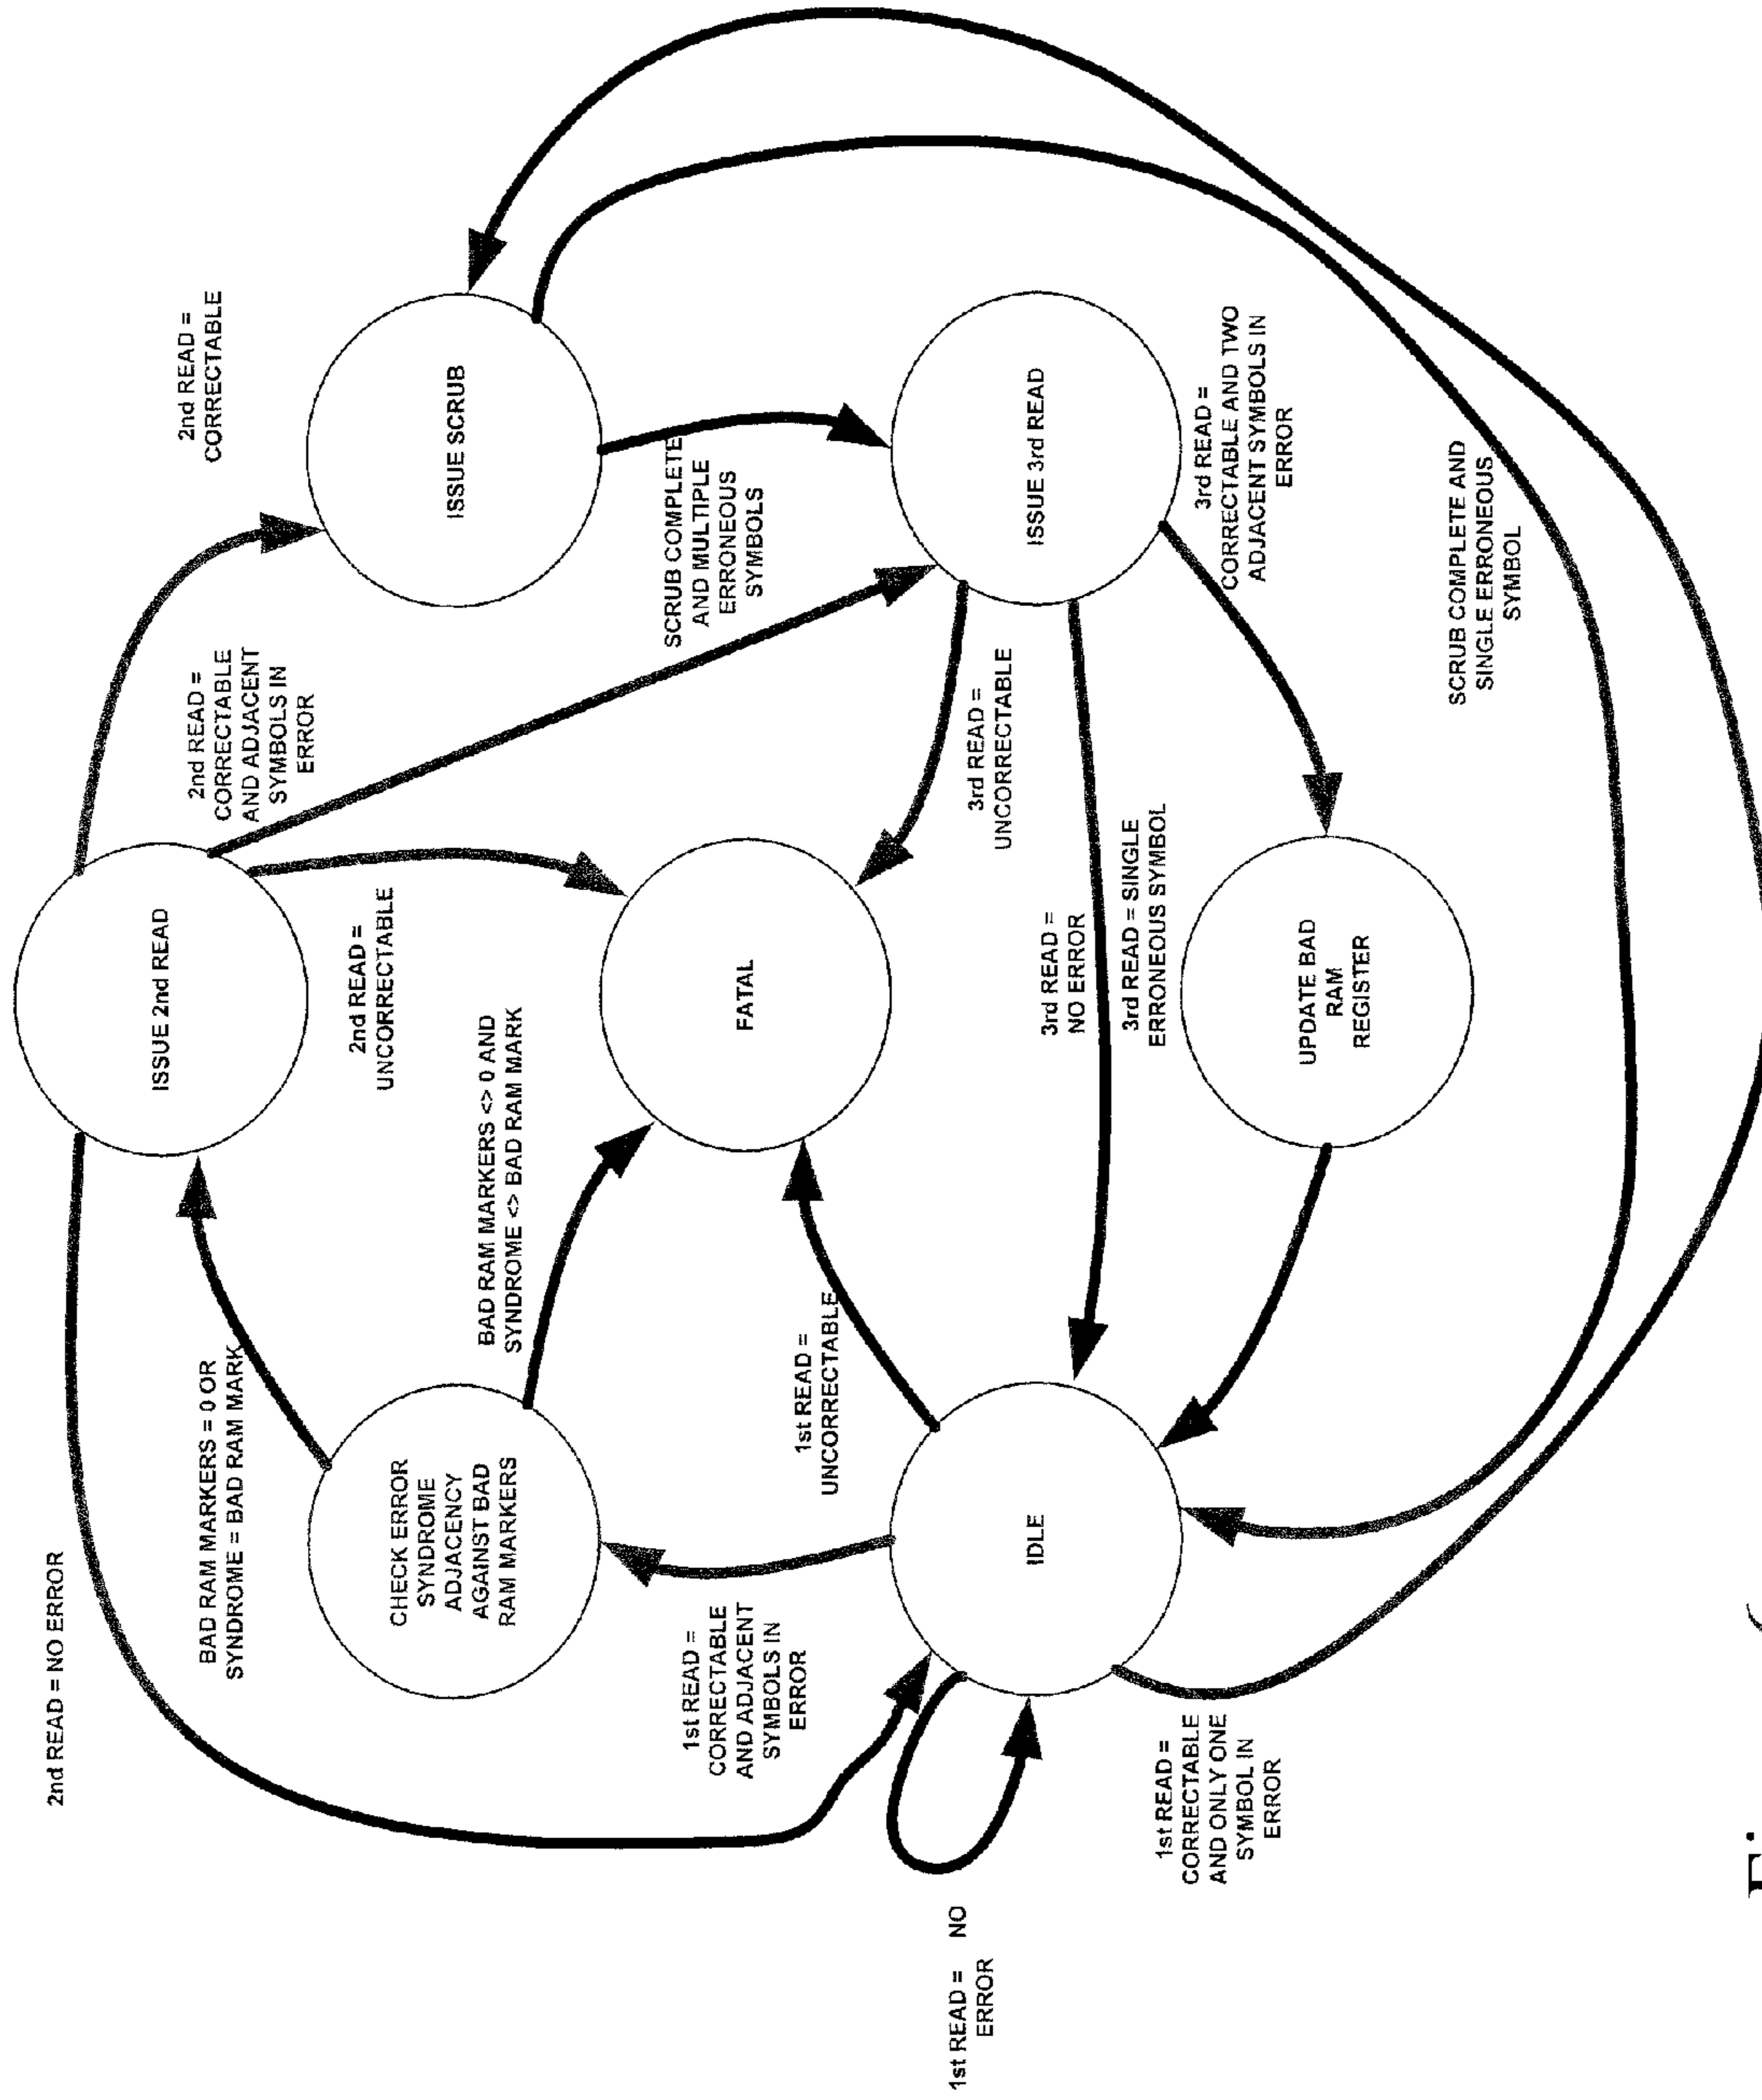 2nd READ = NO ERROR
ISSUE 2nd READ
2nd READ =
CORRECTABLE
BAD RAM MARKERS = 0 OR
SYNDROME = BAD RAM MARK
2nd READ =
CORRECTABLE
AND ADJACENT
SYMBOLS IN
ERROR
2nd READ =
UNCORRECTABLE
CHECK ERROR
SYNDROME
ADJACENCY
AGAINST BAD
RAM MARKERS
ISSUE SCRUB
BAD RAM MARKERS <> 0 AND
SYNDROME <> BAD RAM MARK
SCRUB COMPLETE
AND MULTIPLE
ERRONEOUS
SYMBOLS
1st READ =
CORRECTABLE
AND ADJACENT
SYMBOLS IN
ERROR
1st READ =
UNCORRECTABLE
FATAL
3rd READ =
UNCORRECTABLE
1st READ = NO
ERROR
IDLE
3rd READ =
NO ERROR
ISSUE 3rd READ
3rd READ = SINGLE
ERRONEOUS SYMBOL
1st READ =
CORRECTABLE
AND ONLY ONE
SYMBOL IN
ERROR
3rd READ =
CORRECTABLE AND TWO
ADJACENT SYMBOLS IN
ERROR
UPDATE BAD
RAM
REGISTER
SCRUB COMPLETE AND
SINGLE ERRONEOUS
SYMBOL